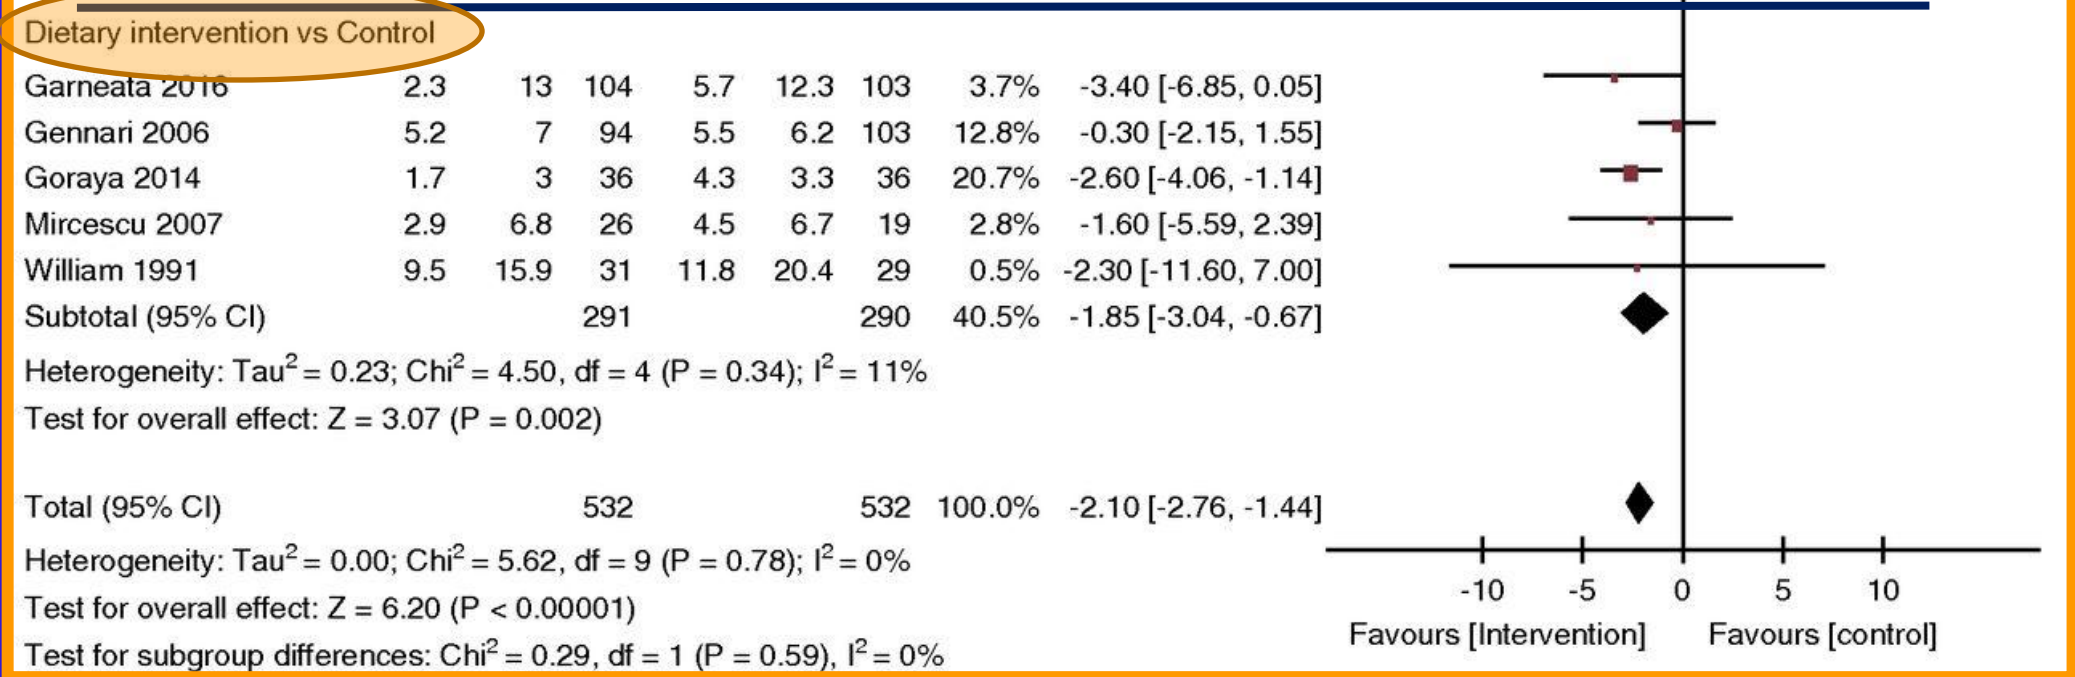 Dietary intervention vs Control
Garneata 2016 2.3 13 104 5.7 12.3 103 3.7% -3.40 [-6.85, 0.05]
Gennari 2006 5.2 7 94 5.5 6.2 103 12.8% -0.30 [-2.15, 1.55]
Goraya 2014 1.7 3 36 4.3 3.3 36 20.7% -2.60 [-4.06, -1.14]
Mircescu 2007 2.9 6.8 26 4.5 6.7 19 2.8% -1.60 [-5.59, 2.39]
William 1991 9.5 15.9 31 11.8 20.4 29 0.5% -2.30 [-11.60, 7.00]
Subtotal (95% CI) 291 290 40.5% -1.85 [-3.04, -0.67]
Heterogeneity: Tau² = 0.23; Chi² = 4.50, df = 4 (P = 0.34); I² = 11%
Test for overall effect: Z = 3.07 (P = 0.002)
Total (95% CI) 532 532 100.0% -2.10 [-2.76, -1.44]
Heterogeneity: Tau² = 0.00; Chi² = 5.62, df = 9 (P = 0.78); I² = 0%
Test for overall effect: Z = 6.20 (P < 0.00001)
Test for subgroup differences: Chi² = 0.29, df = 1 (P = 0.59), I² = 0%
-10 -5 0 5 10
Favours [Intervention] Favours [control]